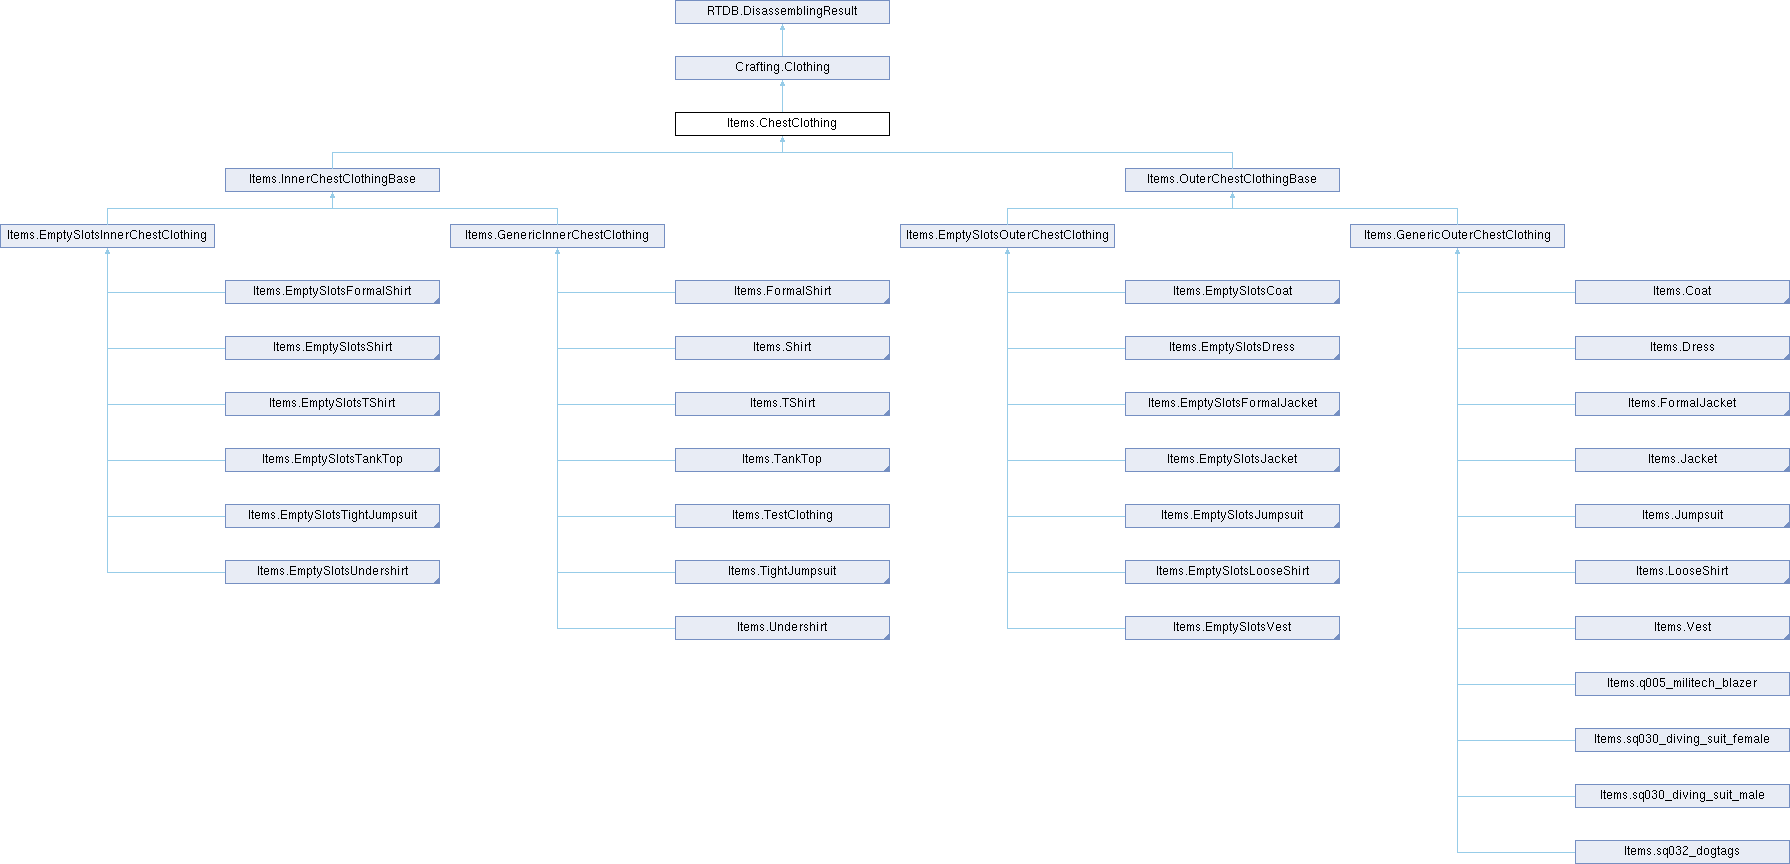 RTDB.DisassemblingResult
Crafting.Clothing
Items.ChestClothing
Items.InnerChestClothingBase
Items.OuterChestClothingBase
Items.EmptySlotsInnerChestClothing
Items.GenericInnerChestClothing
Items.EmptySlotsOuterChestClothing
Items.GenericOuterChestClothing
Items.EmptySlotsFormalShirt
Items.FormalShirt
Items.EmptySlotsCoat
Items.Coat
Items.EmptySlotsShirt
Items.Shirt
Items.EmptySlotsDress
Items.Dress
Items.EmptySlotsTShirt
Items.TShirt
Items.EmptySlotsFormalJacket
Items.FormalJacket
Items.EmptySlotsTankTop
Items.TankTop
Items.EmptySlotsJacket
Items.Jacket
Items.EmptySlotsTightJumpsuit
Items.TestClothing
Items.EmptySlotsJumpsuit
Items.Jumpsuit
Items.EmptySlotsUndershirt
Items.TightJumpsuit
Items.EmptySlotsLooseShirt
Items.LooseShirt
Items.Undershirt
Items.EmptySlotsVest
Items.Vest
Items.q005_militech_blazer
Items.sq030_diving_suit_female
Items.sq030_diving_suit_male
Items.sq032_dogtags